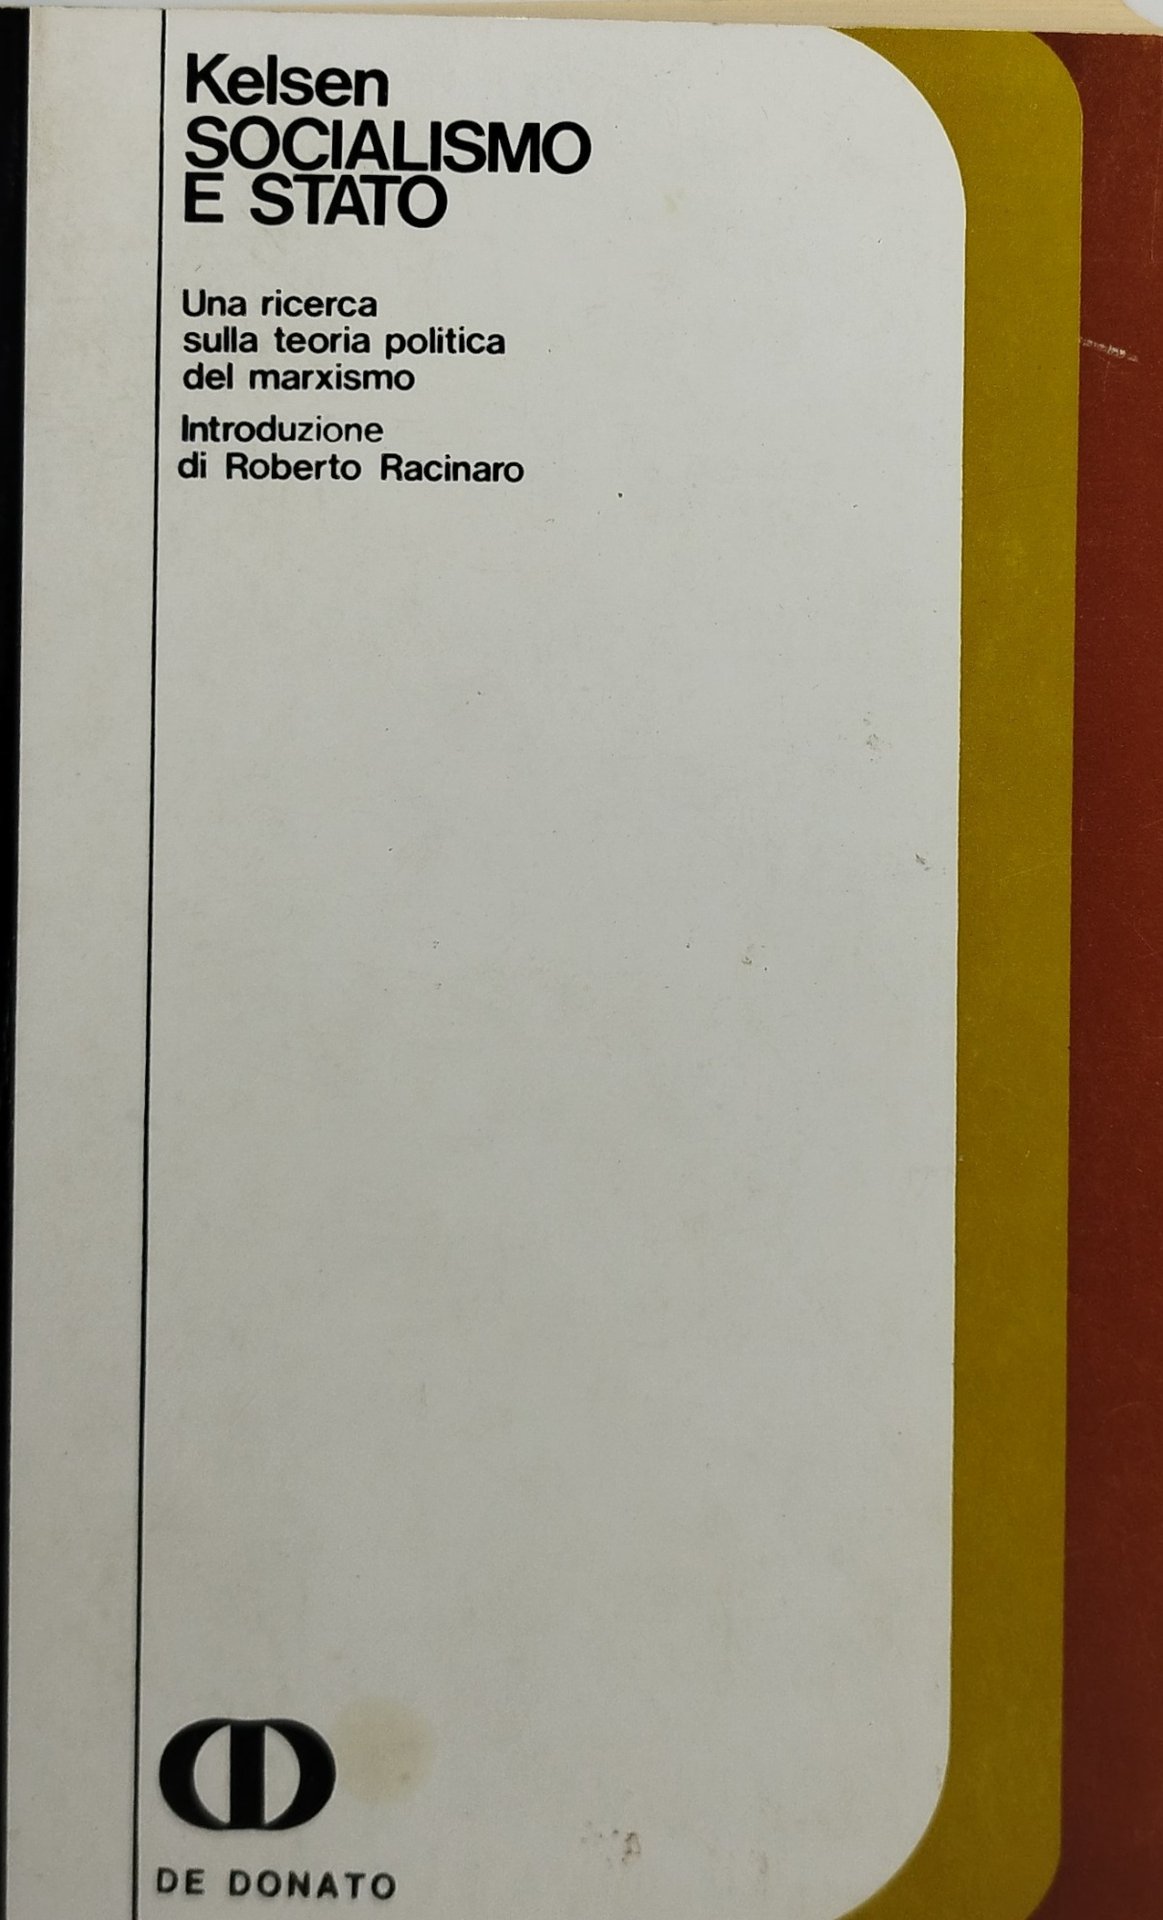 Kelsen
SOCIALISMO
E STATO
Una ricerca
sulla teoria politica
del marxismo
Introduzione
di Roberto Racinaro
DE DONATO